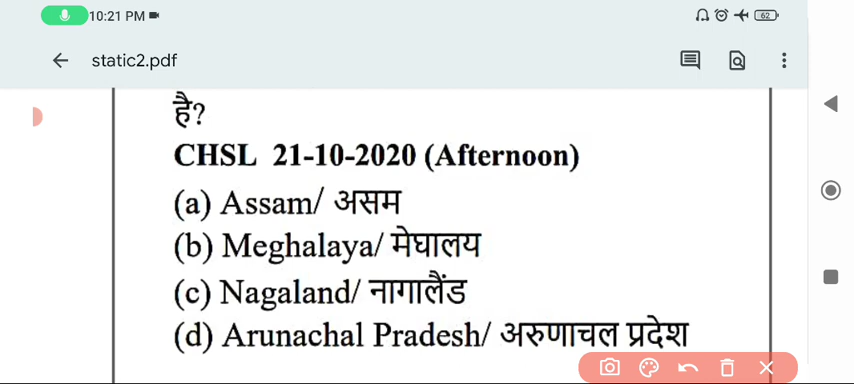 10:21 PM
62
static2.pdf
है?
CHSL 21-10-2020 (Afternoon)
(a) Assam/ असम
(b) Meghalaya/ मेघालय
(c) Nagaland/ नागालैंड
(d) Arunachal Pradesh/ अरुणाचल प्रदेश